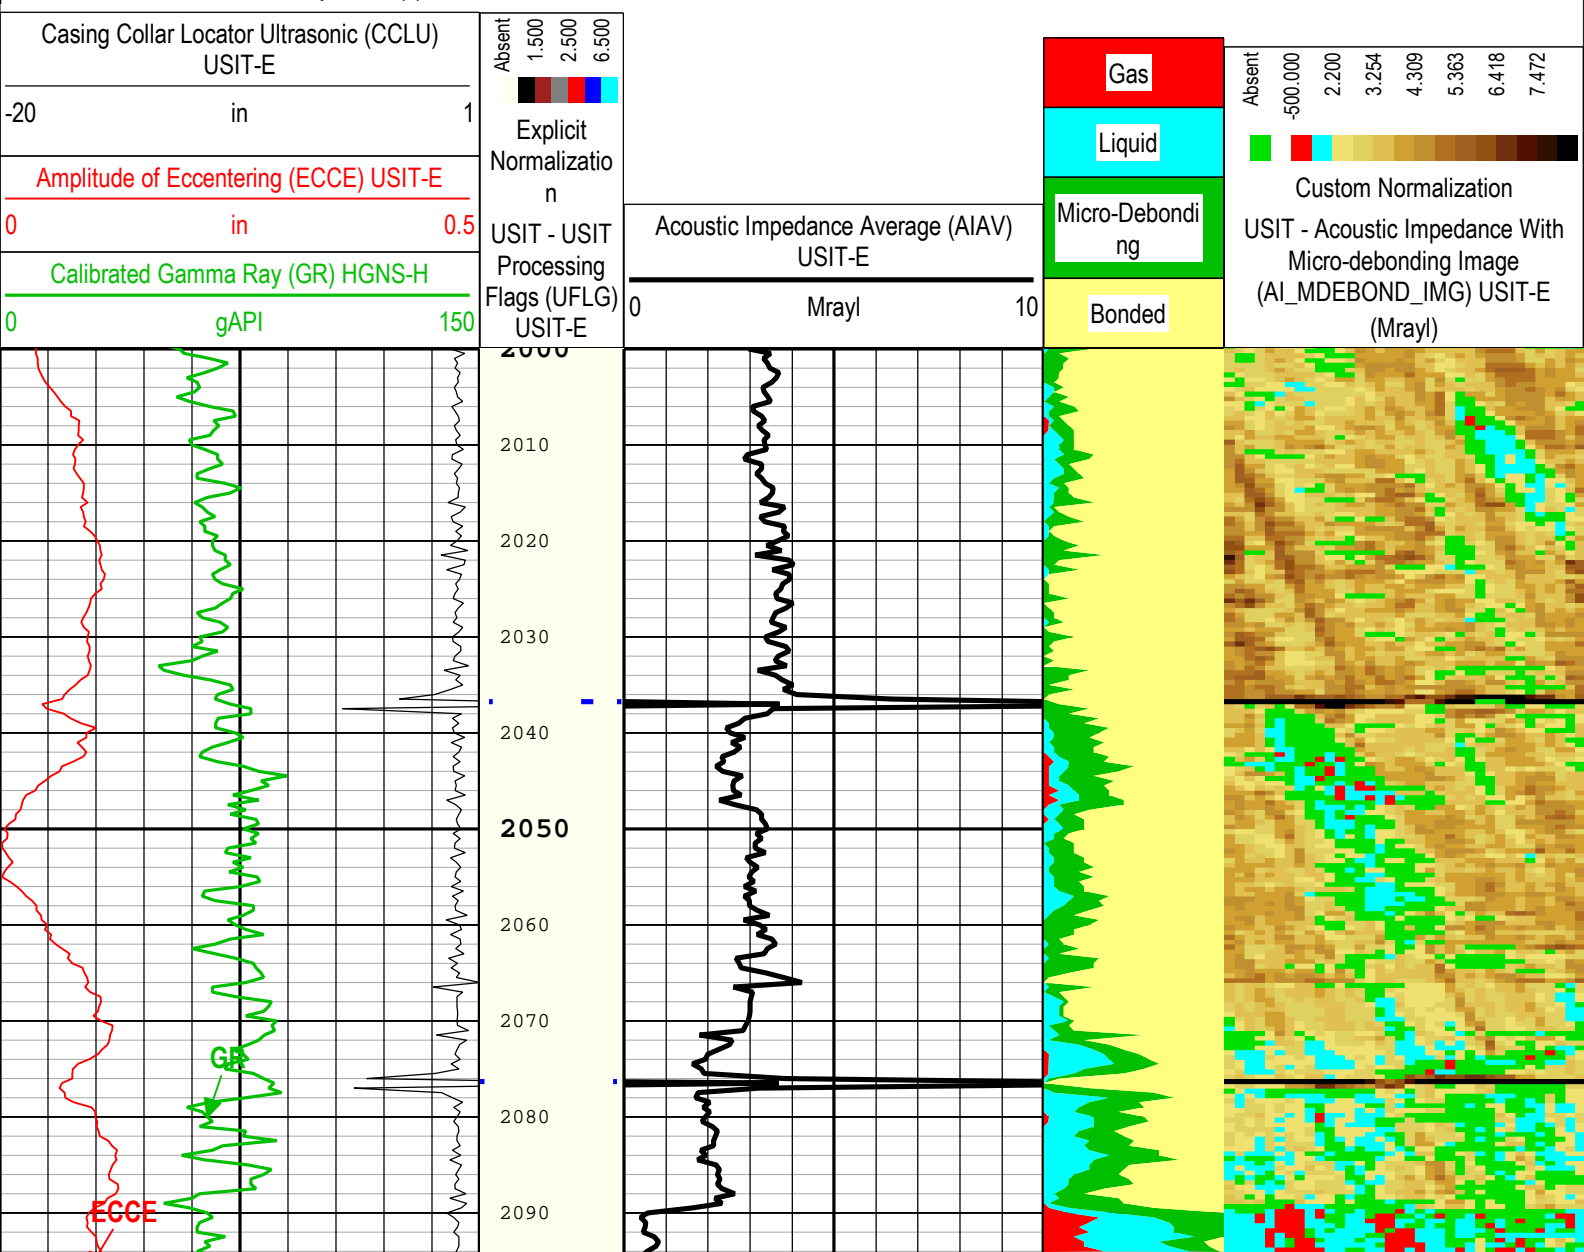 Casing Collar Locator Ultrasonic (CCLU)
USIT-E
-20 in 1
Amplitude of Eccentering (ECCE) USIT-E
0 in 0.5
Calibrated Gamma Ray (GR) HGNS-H
0 gAPI 150
Absent 1.500 2.500 6.500
Explicit
Normalizatio
n
USIT - USIT
Processing
Flags (UFLG)
USIT-E
Acoustic Impedance Average (AIAV)
USIT-E
0 Mrayl 10
Gas
Liquid
Micro-Debondi
ng
Bonded
Absent -500.000 2.200 3.254 4.309 5.363 6.418 7.472
Custom Normalization
USIT - Acoustic Impedance With
Micro-debonding Image
(AI_MDEBOND_IMG) USIT-E
(Mrayl)
2000
2010
2020
2030
2040
2050
2060
2070
GR
2080
2090
ECCE